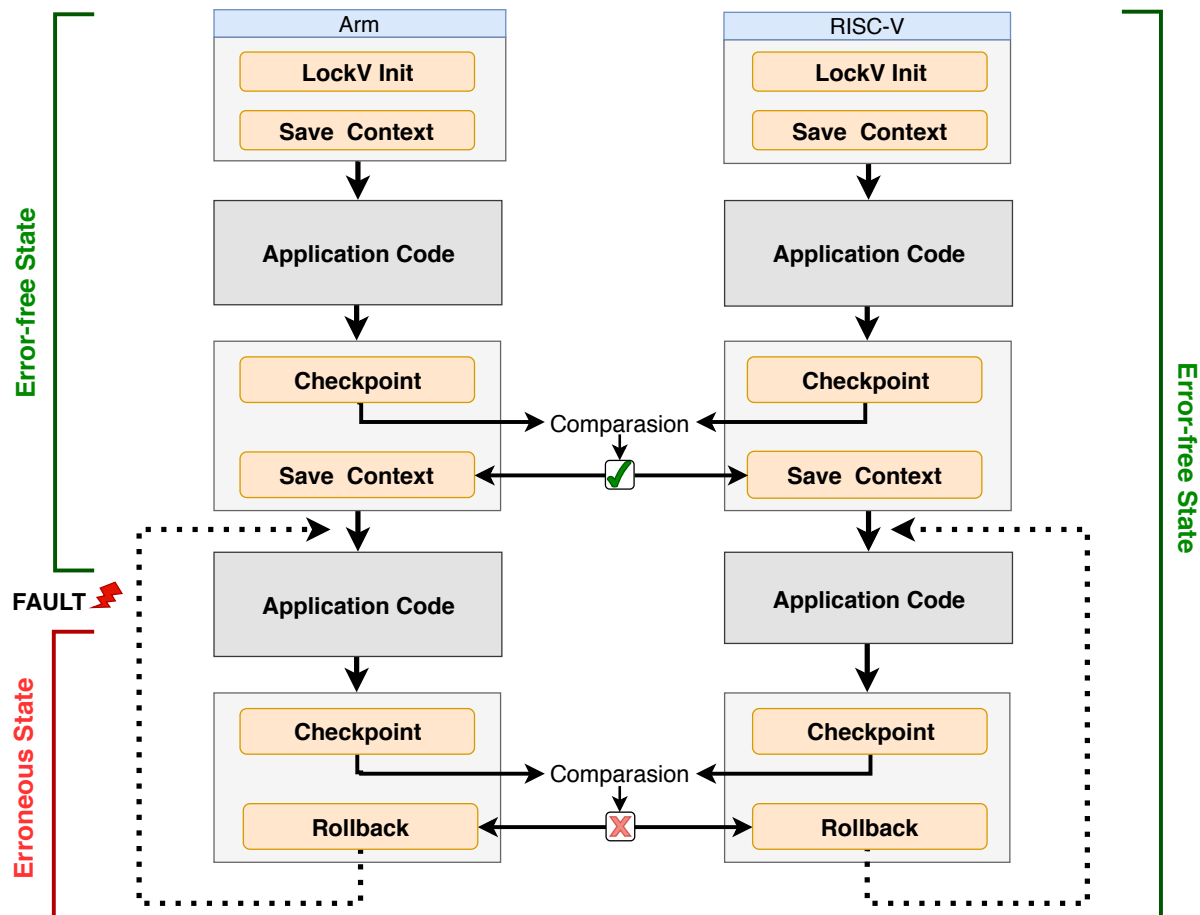 Arm
RISC-V
LockV Init
LockV Init
Save Context
Save Context
Error-free State
Application Code
Application Code
Checkpoint
Checkpoint
Comparasion
Save Context
Save Context
Error-free State
FAULT
Application Code
Application Code
Erroneous State
Checkpoint
Checkpoint
Comparasion
Rollback
Rollback